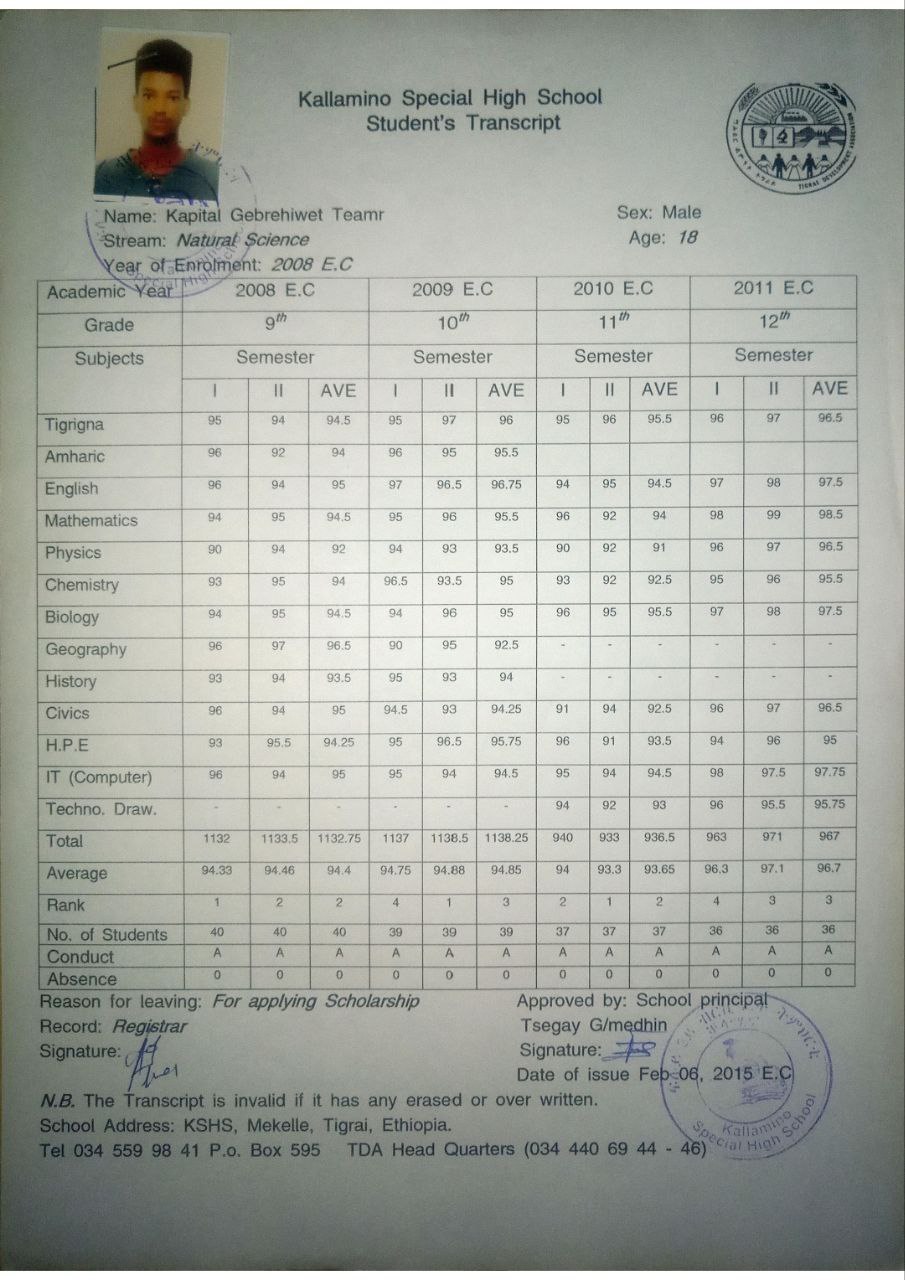 Kallamino Special High School
Student's Transcript
TIGRAI DEVELOPMENT ASSOCIATION
Name: Kapital Gebrehiwet Teamr Sex: Male
Stream: Natural Science Age: 18
Year of Enrolment: 2008 E.C
Special High School
Academic Year 2008 E.C 2009 E.C 2010 E.C 2011 E.C
Grade 9th 10th 11th 12th
Subjects Semester Semester Semester Semester
I II AVE I II AVE I II AVE I II AVE
Tigrigna 95 94 94.5 95 97 96 95 96 95.5 96 97 96.5
Amharic 96 92 94 96 95 95.5
English 96 94 95 97 96.5 96.75 94 95 94.5 97 98 97.5
Mathematics 94 95 94.5 95 96 95.5 96 92 94 98 99 98.5
Physics 90 94 92 94 93 93.5 90 92 91 96 97 96.5
Chemistry 93 95 94 96.5 93.5 95 93 92 92.5 95 96 95.5
Biology 94 95 94.5 94 96 95 96 95 95.5 97 98 97.5
Geography 96 97 96.5 90 95 92.5 - - - - - -
History 93 94 93.5 95 93 94 - - - - - -
Civics 96 94 95 94.5 93 94.25 91 94 92.5 96 97 96.5
H.P.E 93 95.5 94.25 95 96.5 95.75 96 91 93.5 94 96 95
IT (Computer) 96 94 95 95 94 94.5 95 94 94.5 98 97.5 97.75
Techno. Draw. - - - - - - 94 92 93 96 95.5 95.75
Total 1132 1133.5 1132.75 1137 1138.5 1138.25 940 933 936.5 963 971 967
Average 94.33 94.46 94.4 94.75 94.88 94.85 94 93.3 93.65 96.3 97.1 96.7
Rank 1 2 2 4 1 3 2 1 2 4 3 3
No. of Students 40 40 40 39 39 39 37 37 37 36 36 36
Conduct A A A A A A A A A A A A
Absence 0 0 0 0 0 0 0 0 0 0 0 0
Reason for leaving: For applying Scholarship Approved by: School principal
Record: Registrar Tsegay G/medhin
Signature: Signature:
Date of issue Feb 06, 2015 E.C
N.B. The Transcript is invalid if it has any erased or over written.
School Address: KSHS, Mekelle, Tigrai, Ethiopia.
Tel 034 559 98 41 P.o. Box 595 TDA Head Quarters (034 440 69 44 - 46)
Kallamino
Special High School